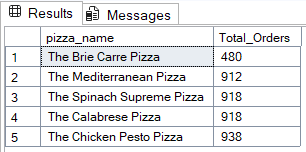 Results Messages
pizza_name Total_Orders
1 The Brie Carre Pizza 480
2 The Mediterranean Pizza 912
3 The Spinach Supreme Pizza 918
4 The Calabrese Pizza 918
5 The Chicken Pesto Pizza 938